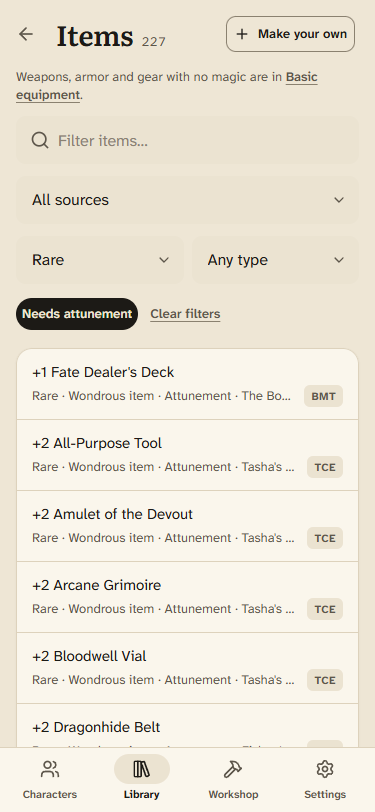 Items 227
Make your own
Weapons, armor and gear with no magic are in Basic
equipment.
Filter items...
All sources
Rare
Any type
Needs attunement
Clear filters
+1 Fate Dealer's Deck
Rare · Wondrous item · Attunement · The Bo...
BMT
+2 All-Purpose Tool
Rare · Wondrous item · Attunement · Tasha's ...
TCE
+2 Amulet of the Devout
Rare · Wondrous item · Attunement · Tasha's ...
TCE
+2 Arcane Grimoire
Rare · Wondrous item · Attunement · Tasha's ...
TCE
+2 Bloodwell Vial
Rare · Wondrous item · Attunement · Tasha's ...
TCE
+2 Dragonhide Belt
Characters
Library
Workshop
Settings